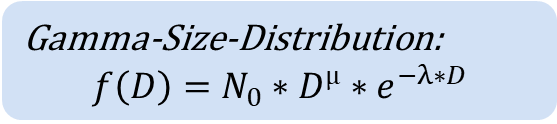 Gamma-Size-Distribution:
f(D) = N₀ * D^μ * e^(−λ*D)